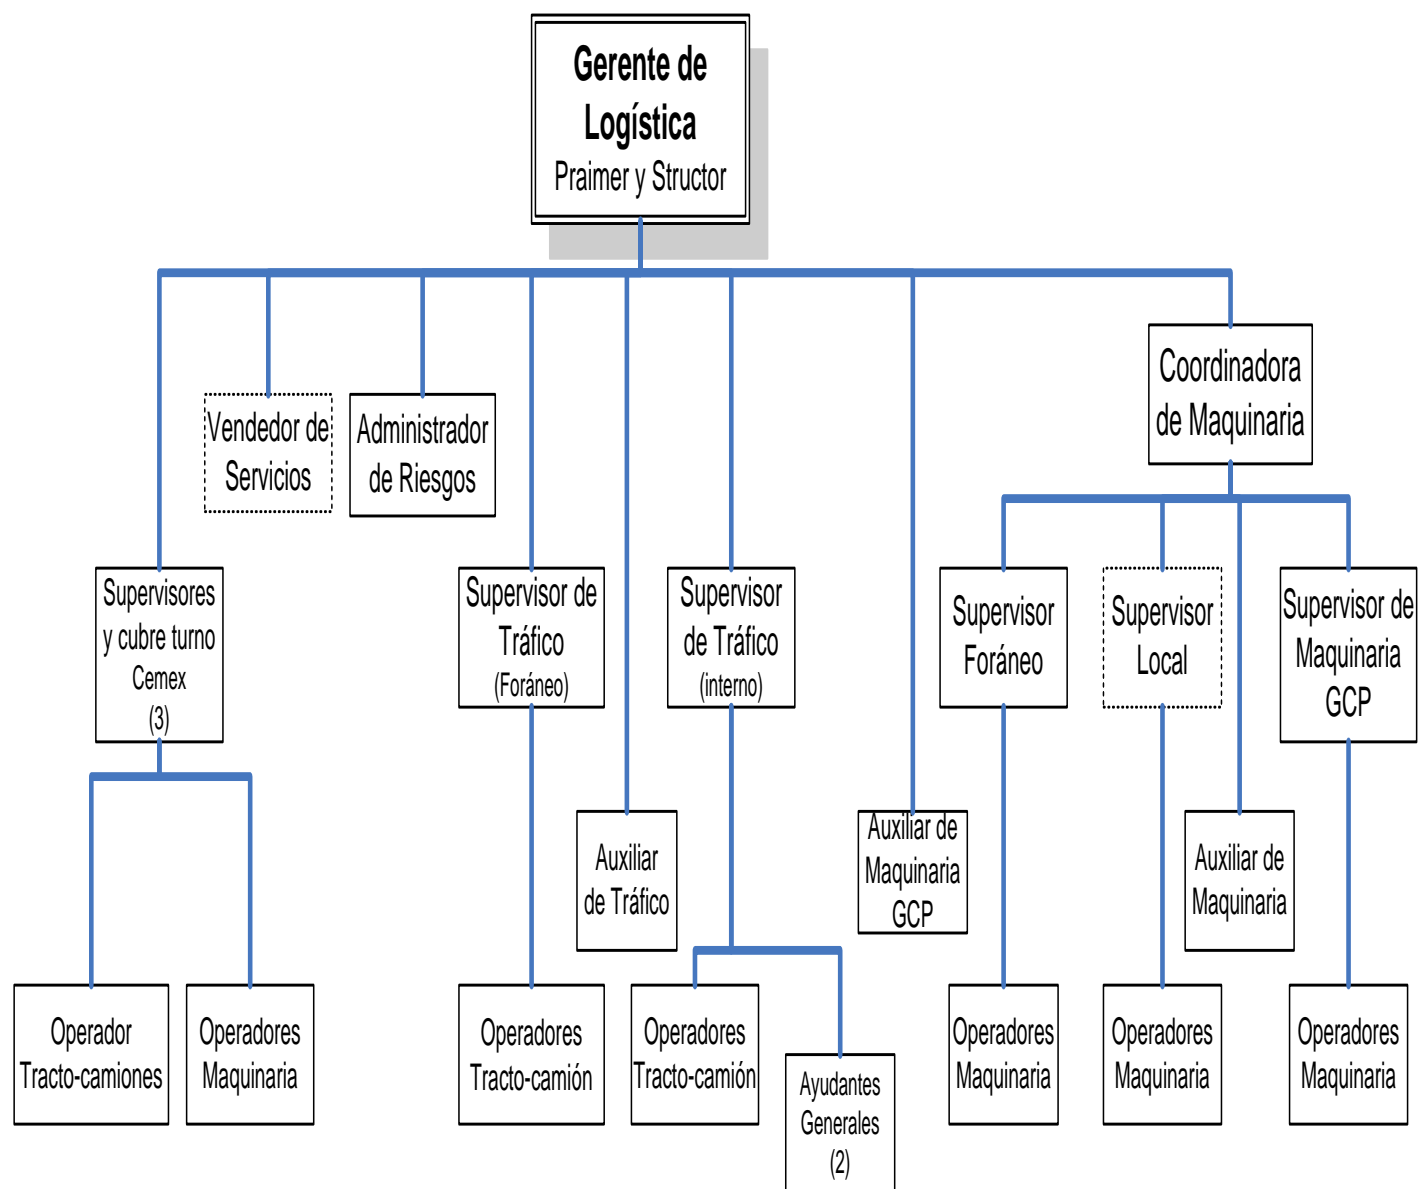 Gerente de
Logística
Praimer y Structor
Coordinadora
de Maquinaria
Vendedor de
Servicios
Administrador
de Riesgos
Supervisores
y cubre turno
Cemex
(3)
Supervisor de
Tráfico
(Foráneo)
Supervisor
de Tráfico
(interno)
Supervisor
Foráneo
Supervisor
Local
Supervisor de
Maquinaria
GCP
Auxiliar
de Tráfico
Auxiliar de
Maquinaria
GCP
Auxiliar de
Maquinaria
Operador
Tracto-camiones
Operadores
Maquinaria
Operadores
Tracto-camión
Operadores
Tracto-camión
Ayudantes
Generales
(2)
Operadores
Maquinaria
Operadores
Maquinaria
Operadores
Maquinaria